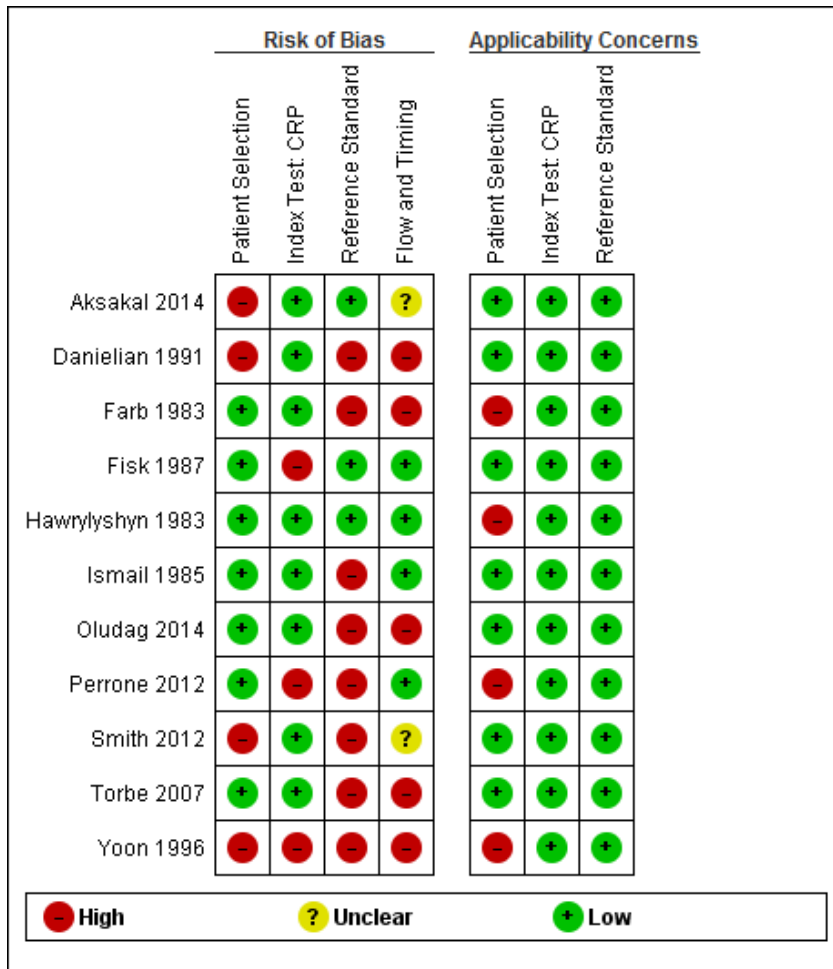 Risk of Bias Applicability Concerns
Patient Selection
Index Test: CRP
Reference Standard
Flow and Timing
Patient Selection
Index Test: CRP
Reference Standard
Aksakal 2014 - + + ? + + +
Danielian 1991 - + - - + + +
Farb 1983 + + - - - + +
Fisk 1987 + - + + + + +
Hawrylyshyn 1983 + + + + - + +
Ismail 1985 + + - + + + +
Oludag 2014 + + - - + + +
Perrone 2012 + - - + - + +
Smith 2012 - + - ? + + +
Torbe 2007 + + - - + + +
Yoon 1996 - - - - - + +
- High ? Unclear + Low